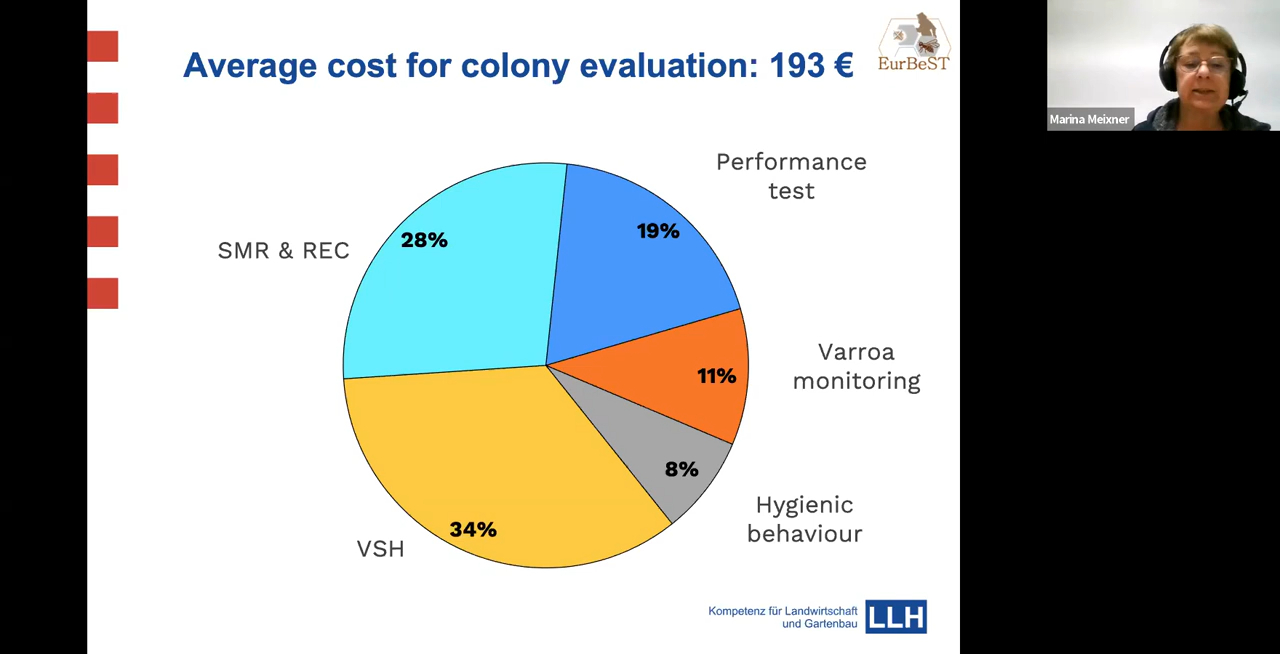 Average cost for colony evaluation: 193 €
EurBeST
Marina Meixner
Performance
test
19%
28%
SMR & REC
Varroa
monitoring
11%
8%
Hygienic
behaviour
34%
VSH
Kompetenz für Landwirtschaft
und Gartenbau
LLH